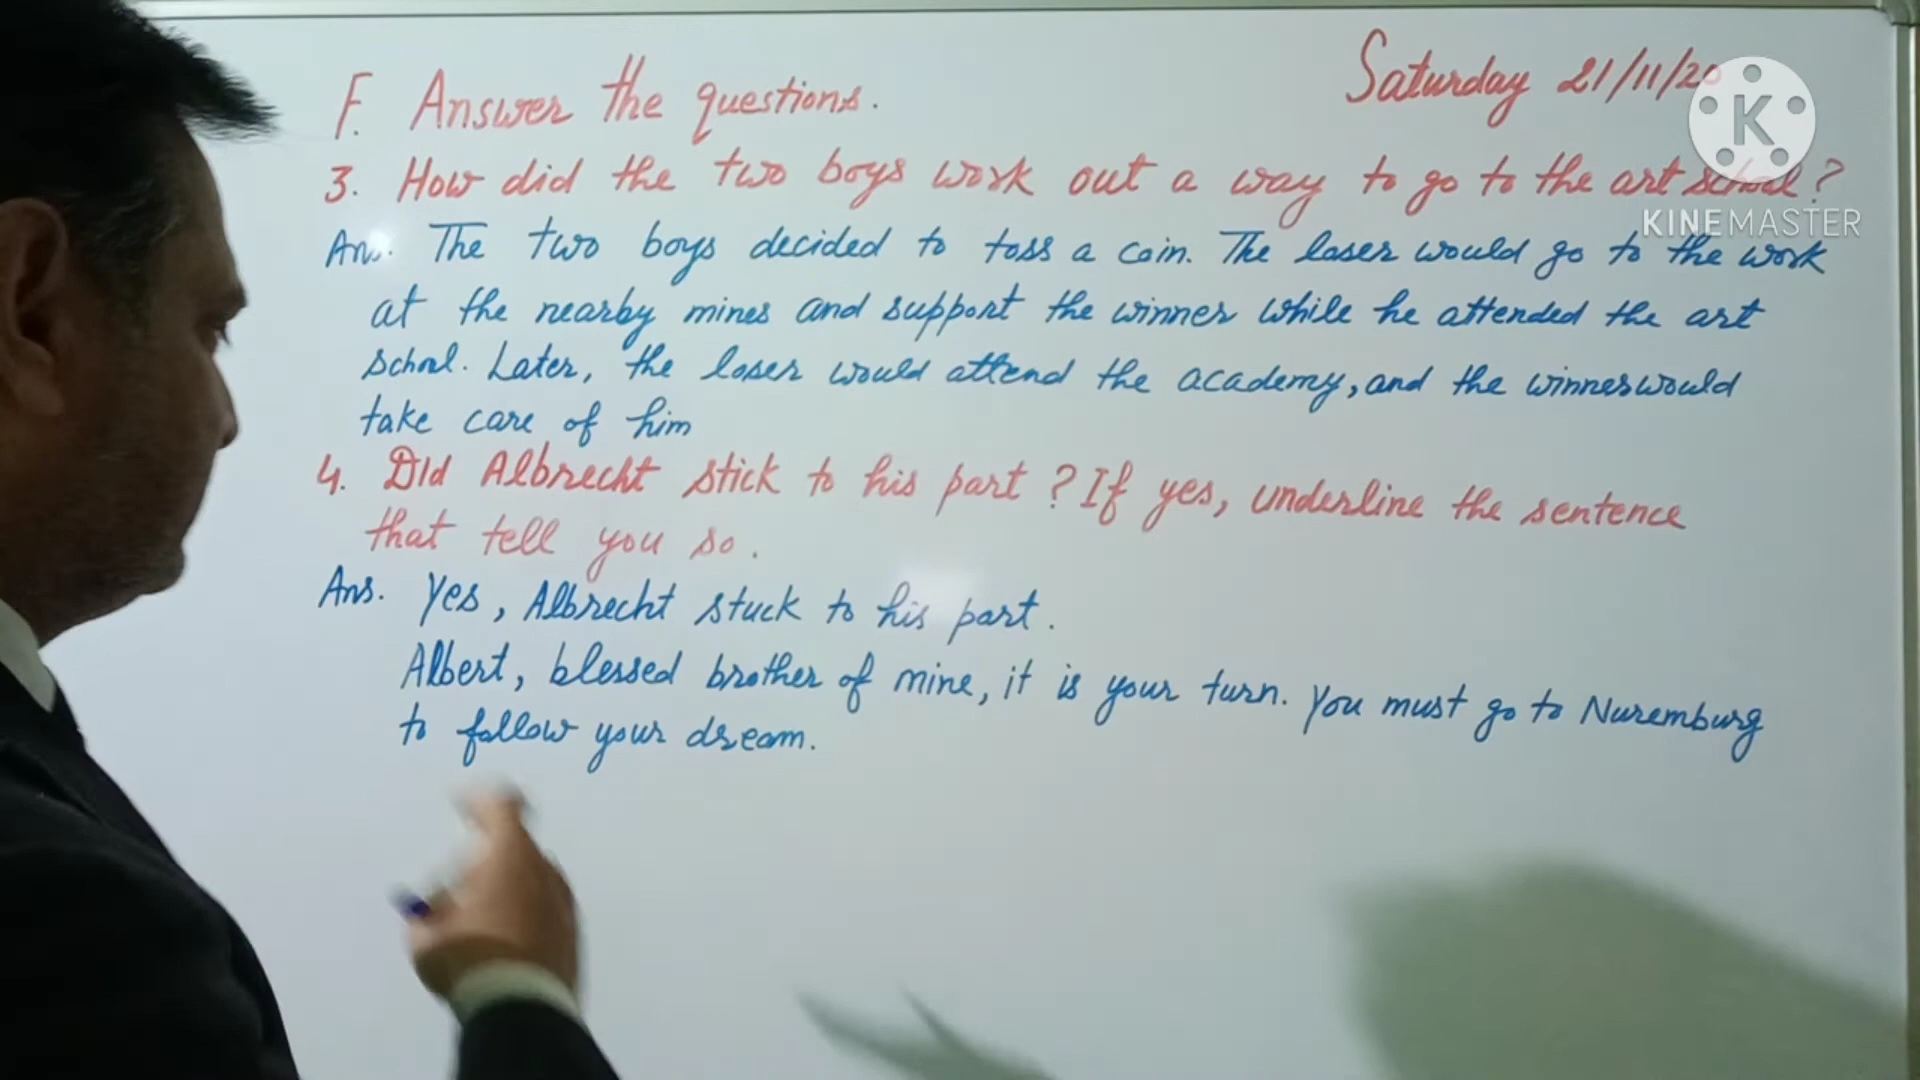 Saturday 21/11/20
F. Answer the questions.
3. How did the two boys work out a way to go to the art school?
K
KINEMASTER
Ans. The two boys decided to toss a coin. The loser would go to the work
at the nearby mines and support the winner while he attended the art
school. Later, the loser would attend the academy, and the winner would
take care of him
4. Did Albrecht stick to his part? If yes, underline the sentence
that tell you so.
Ans. Yes, Albrecht stuck to his part.
Albert, blessed brother of mine, it is your turn. You must go to Nuremburg
to follow your dream.